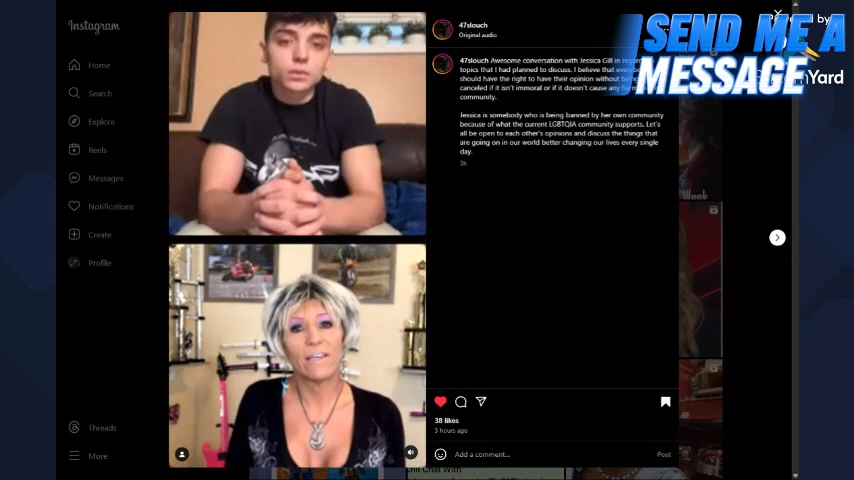 Instagram
Home
Search
Explore
Reels
Messages
Notifications
Create
Profile
Threads
More
47slouch
Original audio
47slouch Awesome conversation with Jessica Gill in
topics that I had planned to discuss. I believe that
should have the right to have their opinion without
canceled if it isn't immoral or if it doesn't cause any
community.
Jessica is somebody who is being banned by her own community
because of what the current LGBTQIA community supports. Let's
all be open to each other's opinions and discuss the things that
are going on in our world better changing our lives every single
day.
3h
38 likes
3 hours ago
Add a comment...
Post
SEND ME A
MESSAGE
by
Yard
Chat With